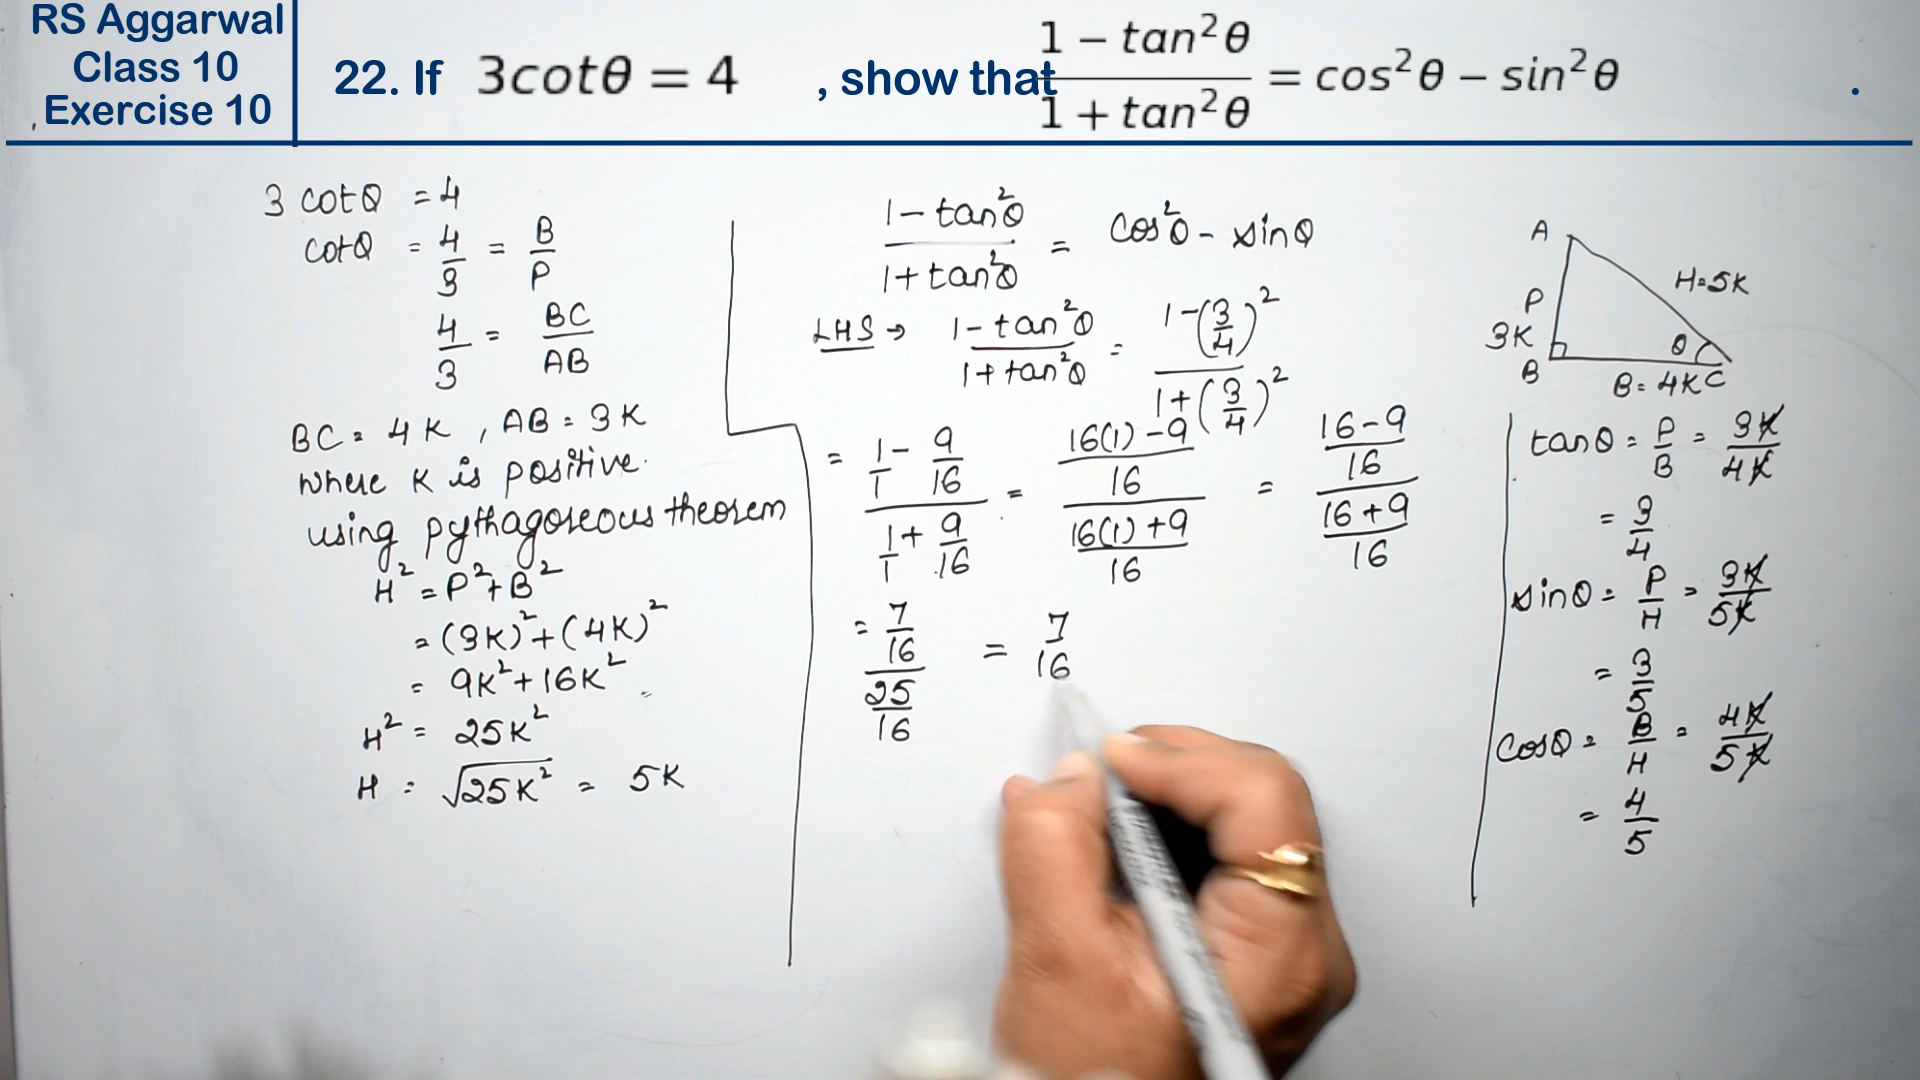 RS Aggarwal
Class 10
Exercise 10
22. If 3cotθ = 4 , show that (1 − tan²θ)/(1 + tan²θ) = cos²θ − sin²θ .
3 cotθ = 4
cotθ = 4/3 = B/P
4/3 = BC/AB
BC = 4K , AB = 3K
where K is positive.
using pythagoreous theorem
H² = P² + B²
= (3K)² + (4K)²
= 9K² + 16K²
H² = 25K²
H = √25K² = 5K
(1 − tan²θ)/(1 + tan²θ) = cos²θ − sinθ
LHS → (1 − tan²θ)/(1 + tan²θ) = (1 − (3/4)²)/(1 + (3/4)²)
= (1/1 − 9/16)/(1/1 + 9/16) = ((16(1) − 9)/16)/((16(1) + 9)/16) = ((16 − 9)/16)/((16 + 9)/16)
= (7/16)/(25/16) = 7 16
A
H = 5K
P
3K
θ
B
B = 4K C
tanθ = P/B = 3K/4K
= 3/4
sinθ = P/H = 3K/5K
= 3/5
cosθ = B/H = 4K/5K
= 4/5